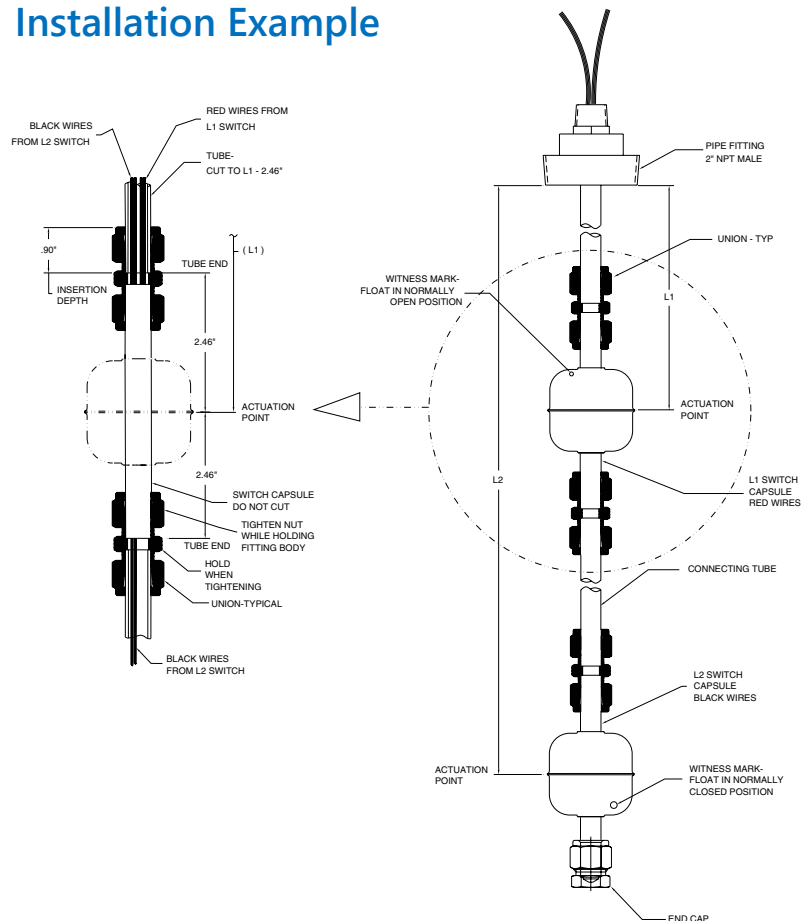 Installation Example
BLACK WIRES
FROM L2 SWITCH
RED WIRES FROM
L1 SWITCH
TUBE-
CUT TO L1 - 2.46"
.90"
TUBE END
( L1 )
INSERTION
DEPTH
2.46"
ACTUATION
POINT
2.46"
SWITCH CAPSULE
DO NOT CUT
TIGHTEN NUT
WHILE HOLDING
FITTING BODY
TUBE END
HOLD
WHEN
TIGHTENING
UNION-TYPICAL
BLACK WIRES
FROM L2 SWITCH
PIPE FITTING
2" NPT MALE
UNION - TYP
WITNESS MARK-
FLOAT IN NORMALLY
OPEN POSITION
L1
ACTUATION
POINT
L2
L1 SWITCH
CAPSULE
RED WIRES
CONNECTING TUBE
L2 SWITCH
CAPSULE
BLACK WIRES
ACTUATION
POINT
WITNESS MARK-
FLOAT IN NORMALLY
CLOSED POSITION
END CAP